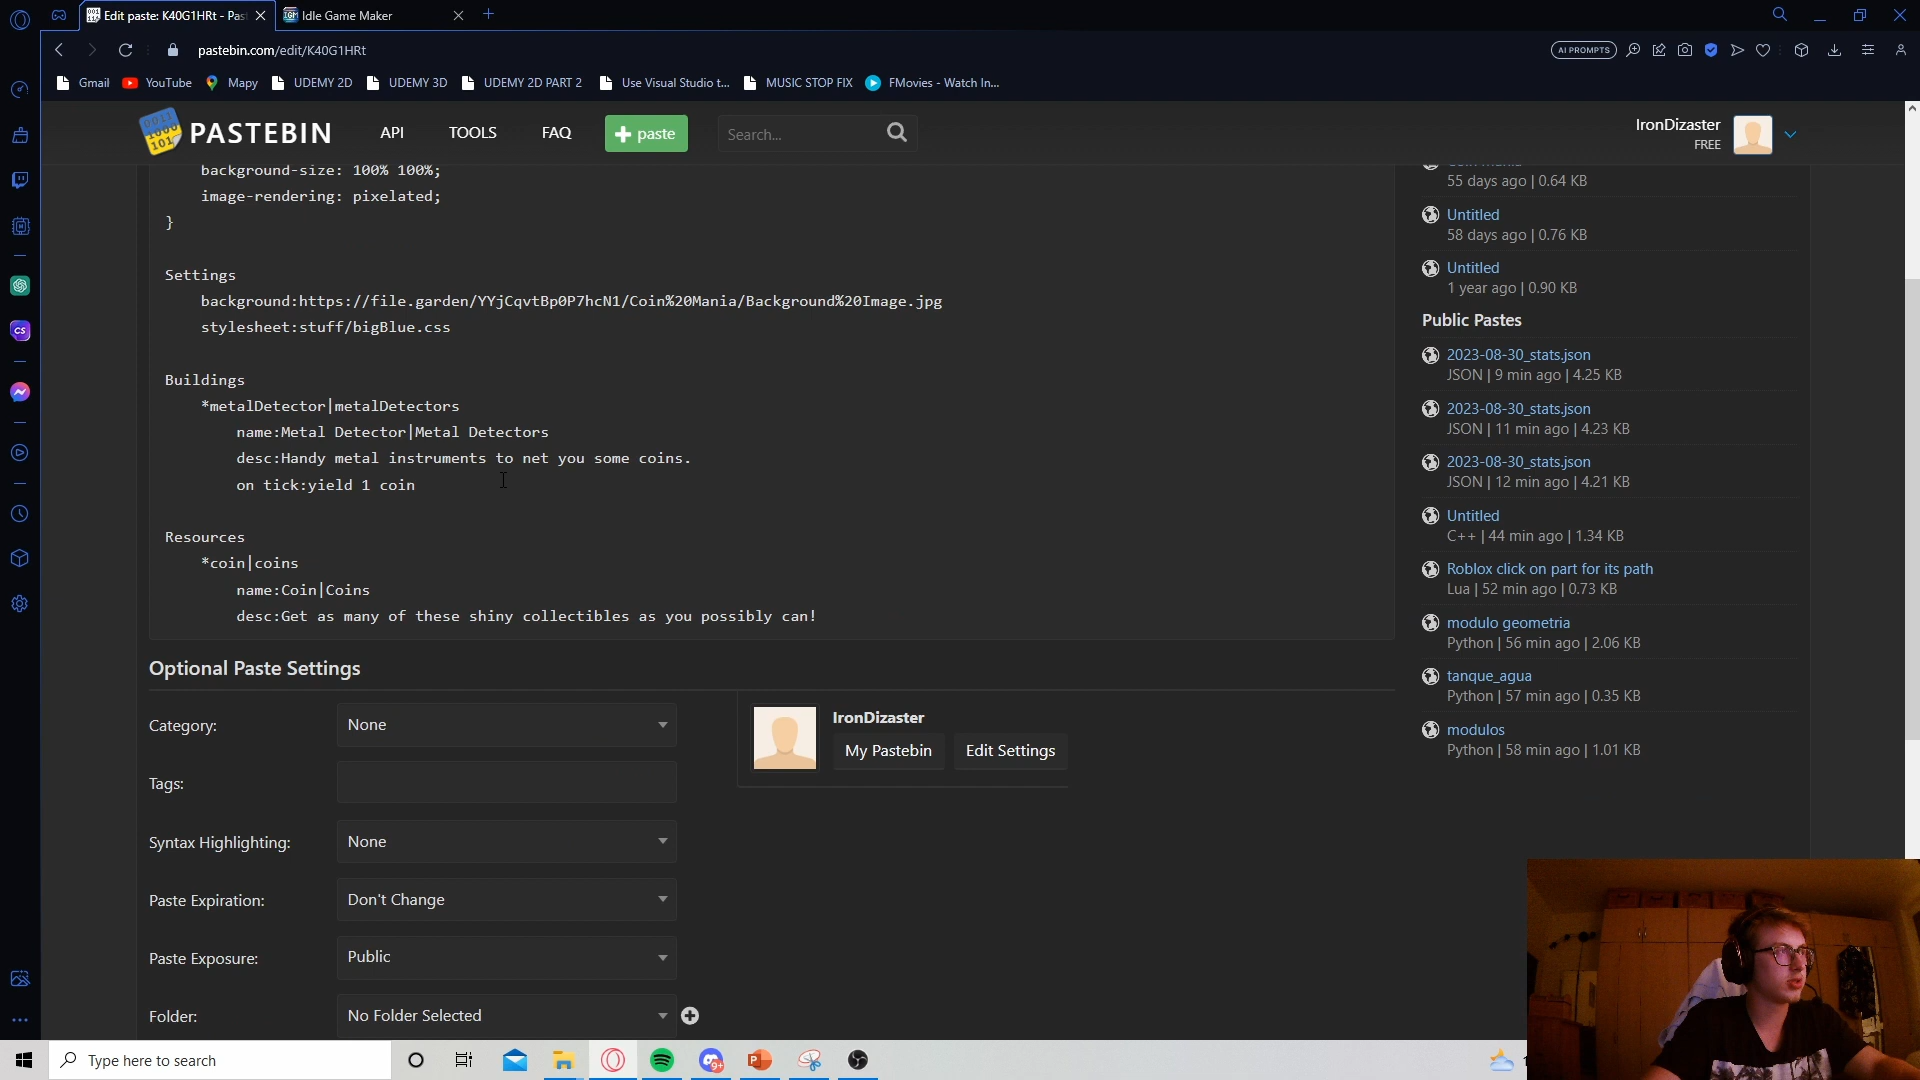 Edit paste: K40G1HRt - Pas
Idle Game Maker
pastebin.com/edit/K40G1HRt
AI PROMPTS
Gmail
YouTube
Mapy
UDEMY 2D
UDEMY 3D
UDEMY 2D PART 2
Use Visual Studio t...
MUSIC STOP FIX
FMovies - Watch In...
PASTEBIN
API
TOOLS
FAQ
+ paste
Search...
IronDizaster
FREE
background-size: 100% 100%;
image-rendering: pixelated;
}
Settings
background:https://file.garden/YYjCqvtBp0P7hcN1/Coin%20Mania/Background%20Image.jpg
stylesheet:stuff/bigBlue.css
Buildings
*metalDetector|metalDetectors
name:Metal Detector|Metal Detectors
desc:Handy metal instruments to net you some coins.
on tick:yield 1 coin
Resources
*coin|coins
name:Coin|Coins
desc:Get as many of these shiny collectibles as you possibly can!
55 days ago | 0.64 KB
Untitled
58 days ago | 0.76 KB
Untitled
1 year ago | 0.90 KB
Public Pastes
2023-08-30_stats.json
JSON | 9 min ago | 4.25 KB
2023-08-30_stats.json
JSON | 11 min ago | 4.23 KB
2023-08-30_stats.json
JSON | 12 min ago | 4.21 KB
Untitled
C++ | 44 min ago | 1.34 KB
Roblox click on part for its path
Lua | 52 min ago | 0.73 KB
modulo geometria
Python | 56 min ago | 2.06 KB
tanque_agua
Python | 57 min ago | 0.35 KB
modulos
Python | 58 min ago | 1.01 KB
Optional Paste Settings
Category:
None
Tags:
Syntax Highlighting:
None
Paste Expiration:
Don't Change
Paste Exposure:
Public
Folder:
No Folder Selected
IronDizaster
My Pastebin
Edit Settings
Type here to search